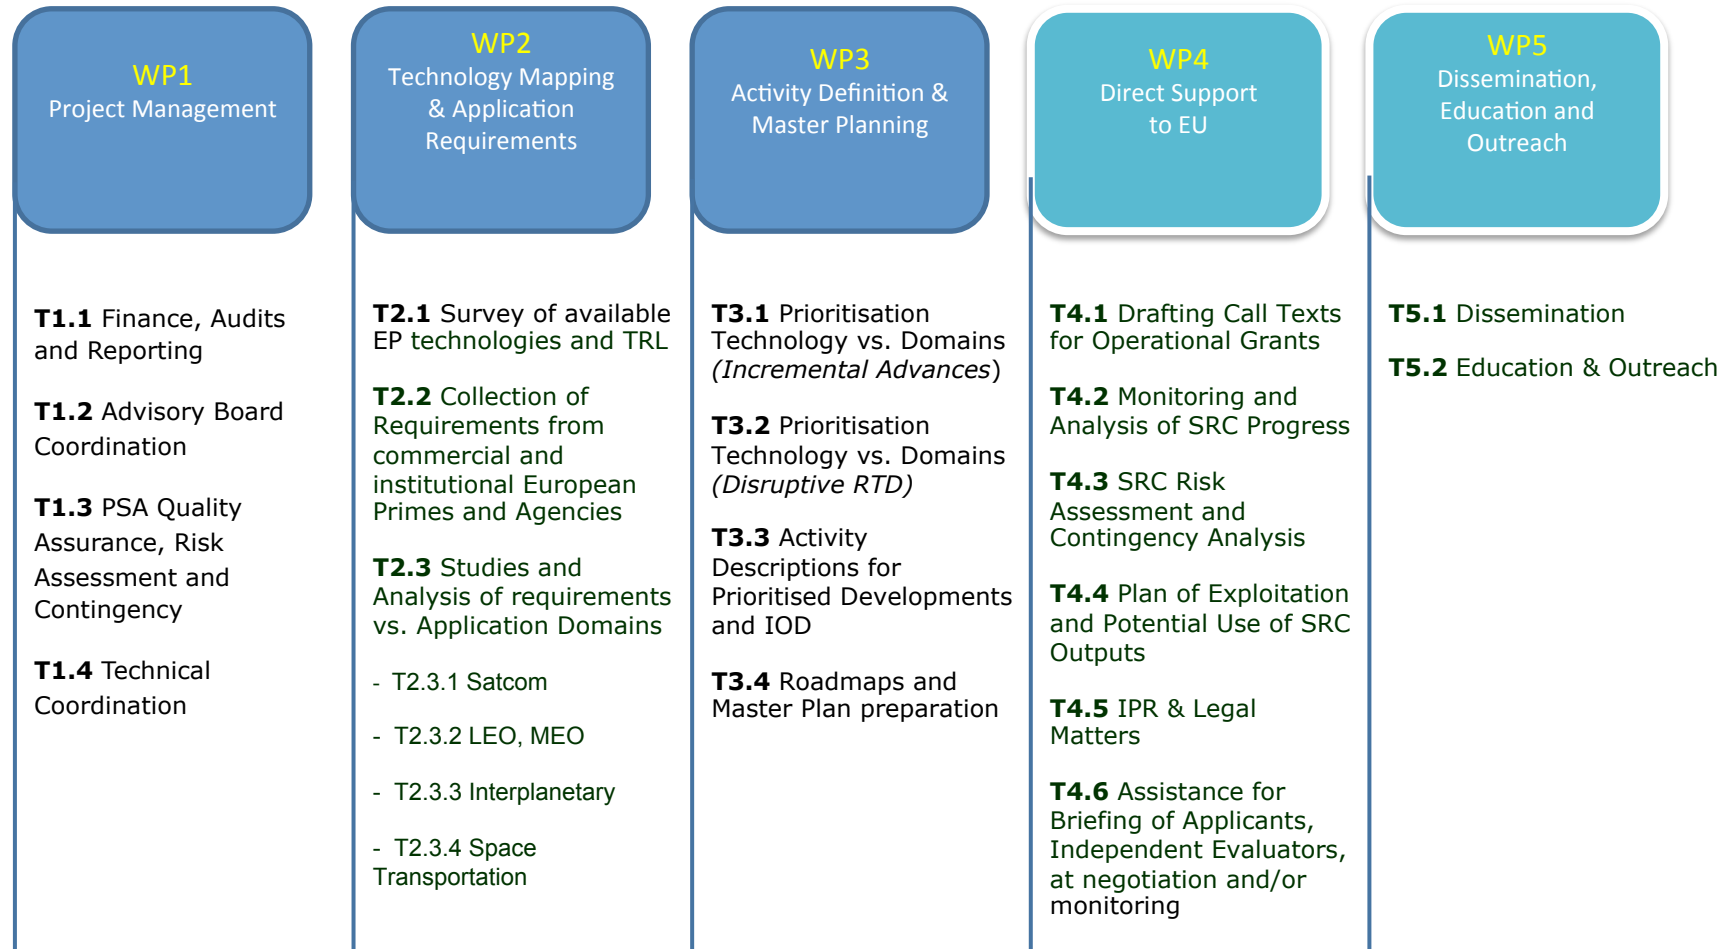 WP1
Project Management
WP2
Technology Mapping
& Application
Requirements
WP3
Activity Definition &
Master Planning
WP4
Direct Support
to EU
WP5
Dissemination,
Education and
Outreach
T1.1 Finance, Audits
and Reporting
T1.2 Advisory Board
Coordination
T1.3 PSA Quality
Assurance, Risk
Assessment and
Contingency
T1.4 Technical
Coordination
T2.1 Survey of available
EP technologies and TRL
T2.2 Collection of
Requirements from
commercial and
institutional European
Primes and Agencies
T2.3 Studies and
Analysis of requirements
vs. Application Domains
- T2.3.1 Satcom
- T2.3.2 LEO, MEO
- T2.3.3 Interplanetary
- T2.3.4 Space
Transportation
T3.1 Prioritisation
Technology vs. Domains
(Incremental Advances)
T3.2 Prioritisation
Technology vs. Domains
(Disruptive RTD)
T3.3 Activity
Descriptions for
Prioritised Developments
and IOD
T3.4 Roadmaps and
Master Plan preparation
T4.1 Drafting Call Texts
for Operational Grants
T4.2 Monitoring and
Analysis of SRC Progress
T4.3 SRC Risk
Assessment and
Contingency Analysis
T4.4 Plan of Exploitation
and Potential Use of SRC
Outputs
T4.5 IPR & Legal
Matters
T4.6 Assistance for
Briefing of Applicants,
Independent Evaluators,
at negotiation and/or
monitoring
T5.1 Dissemination
T5.2 Education & Outreach